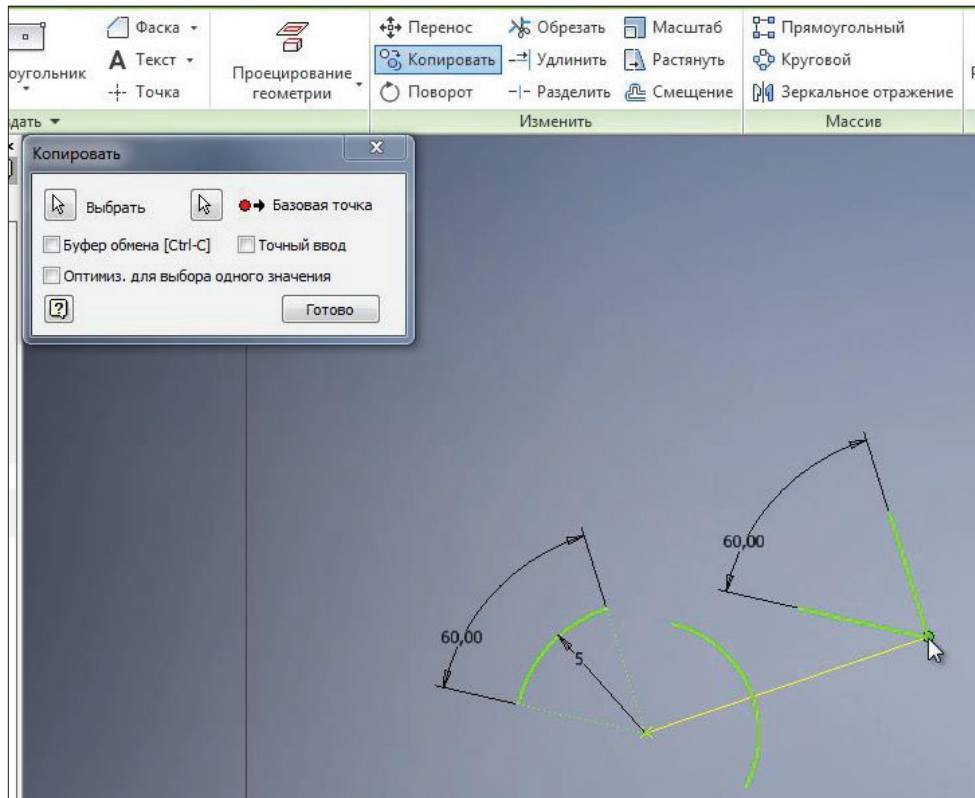 Фаска
Перенос
Обрезать
Масштаб
Прямоугольный
оугольник
A Текст
Проецирование геометрии
Копировать
Удлинить
Растянуть
Круговой
Точка
Поворот
Разделить
Смещение
Зеркальное отражение
дать
Изменить
Массив
Копировать
X
Выбрать
Базовая точка
Буфер обмена [Ctrl-C]
Точный ввод
Оптимиз. для выбора одного значения
?
Готово
60,00
60,00
5